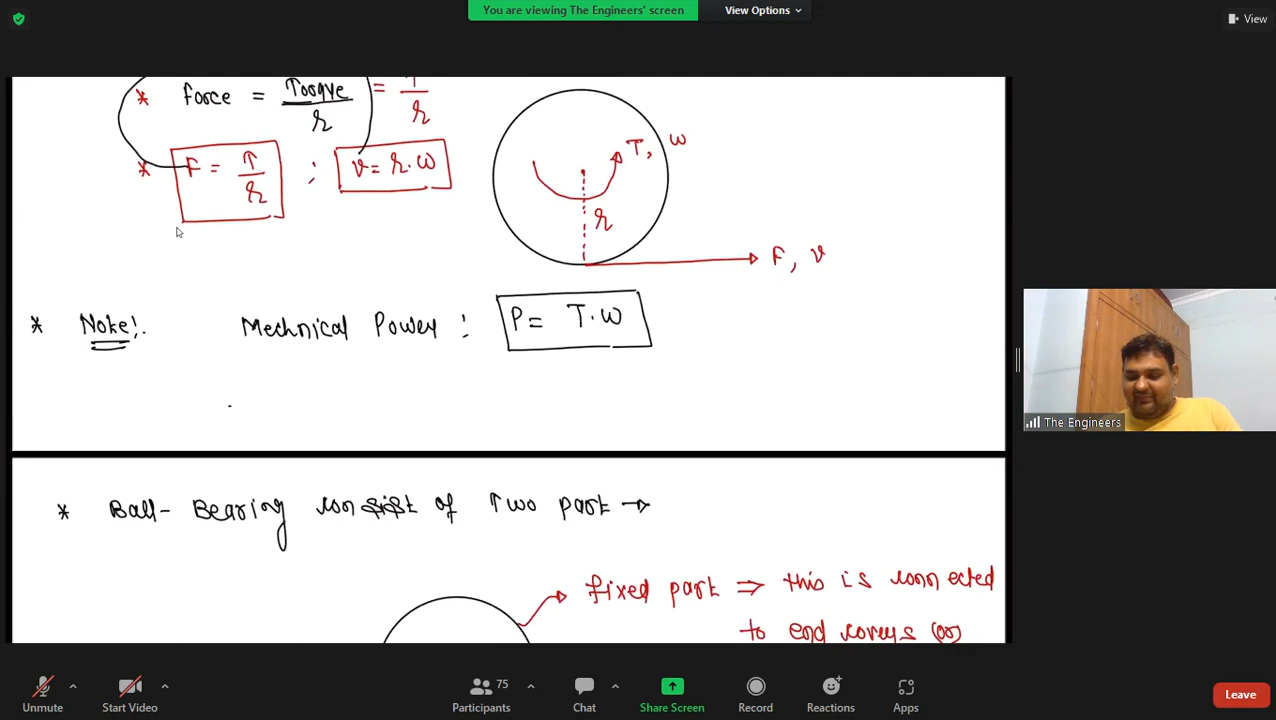 You are viewing The Engineers' screen
View Options
View
* force = Torque / r = T / r
* F = T / r ; v = r · ω
T, ω
r
F, v
* Note!. Mechnical Power : P = T · ω
* Ball- Bearing consist of Two part →
fixed part ⇒ this is connected
to end covers (or)
The Engineers
Unmute
Start Video
75
Participants
Chat
Share Screen
Record
Reactions
Apps
Leave